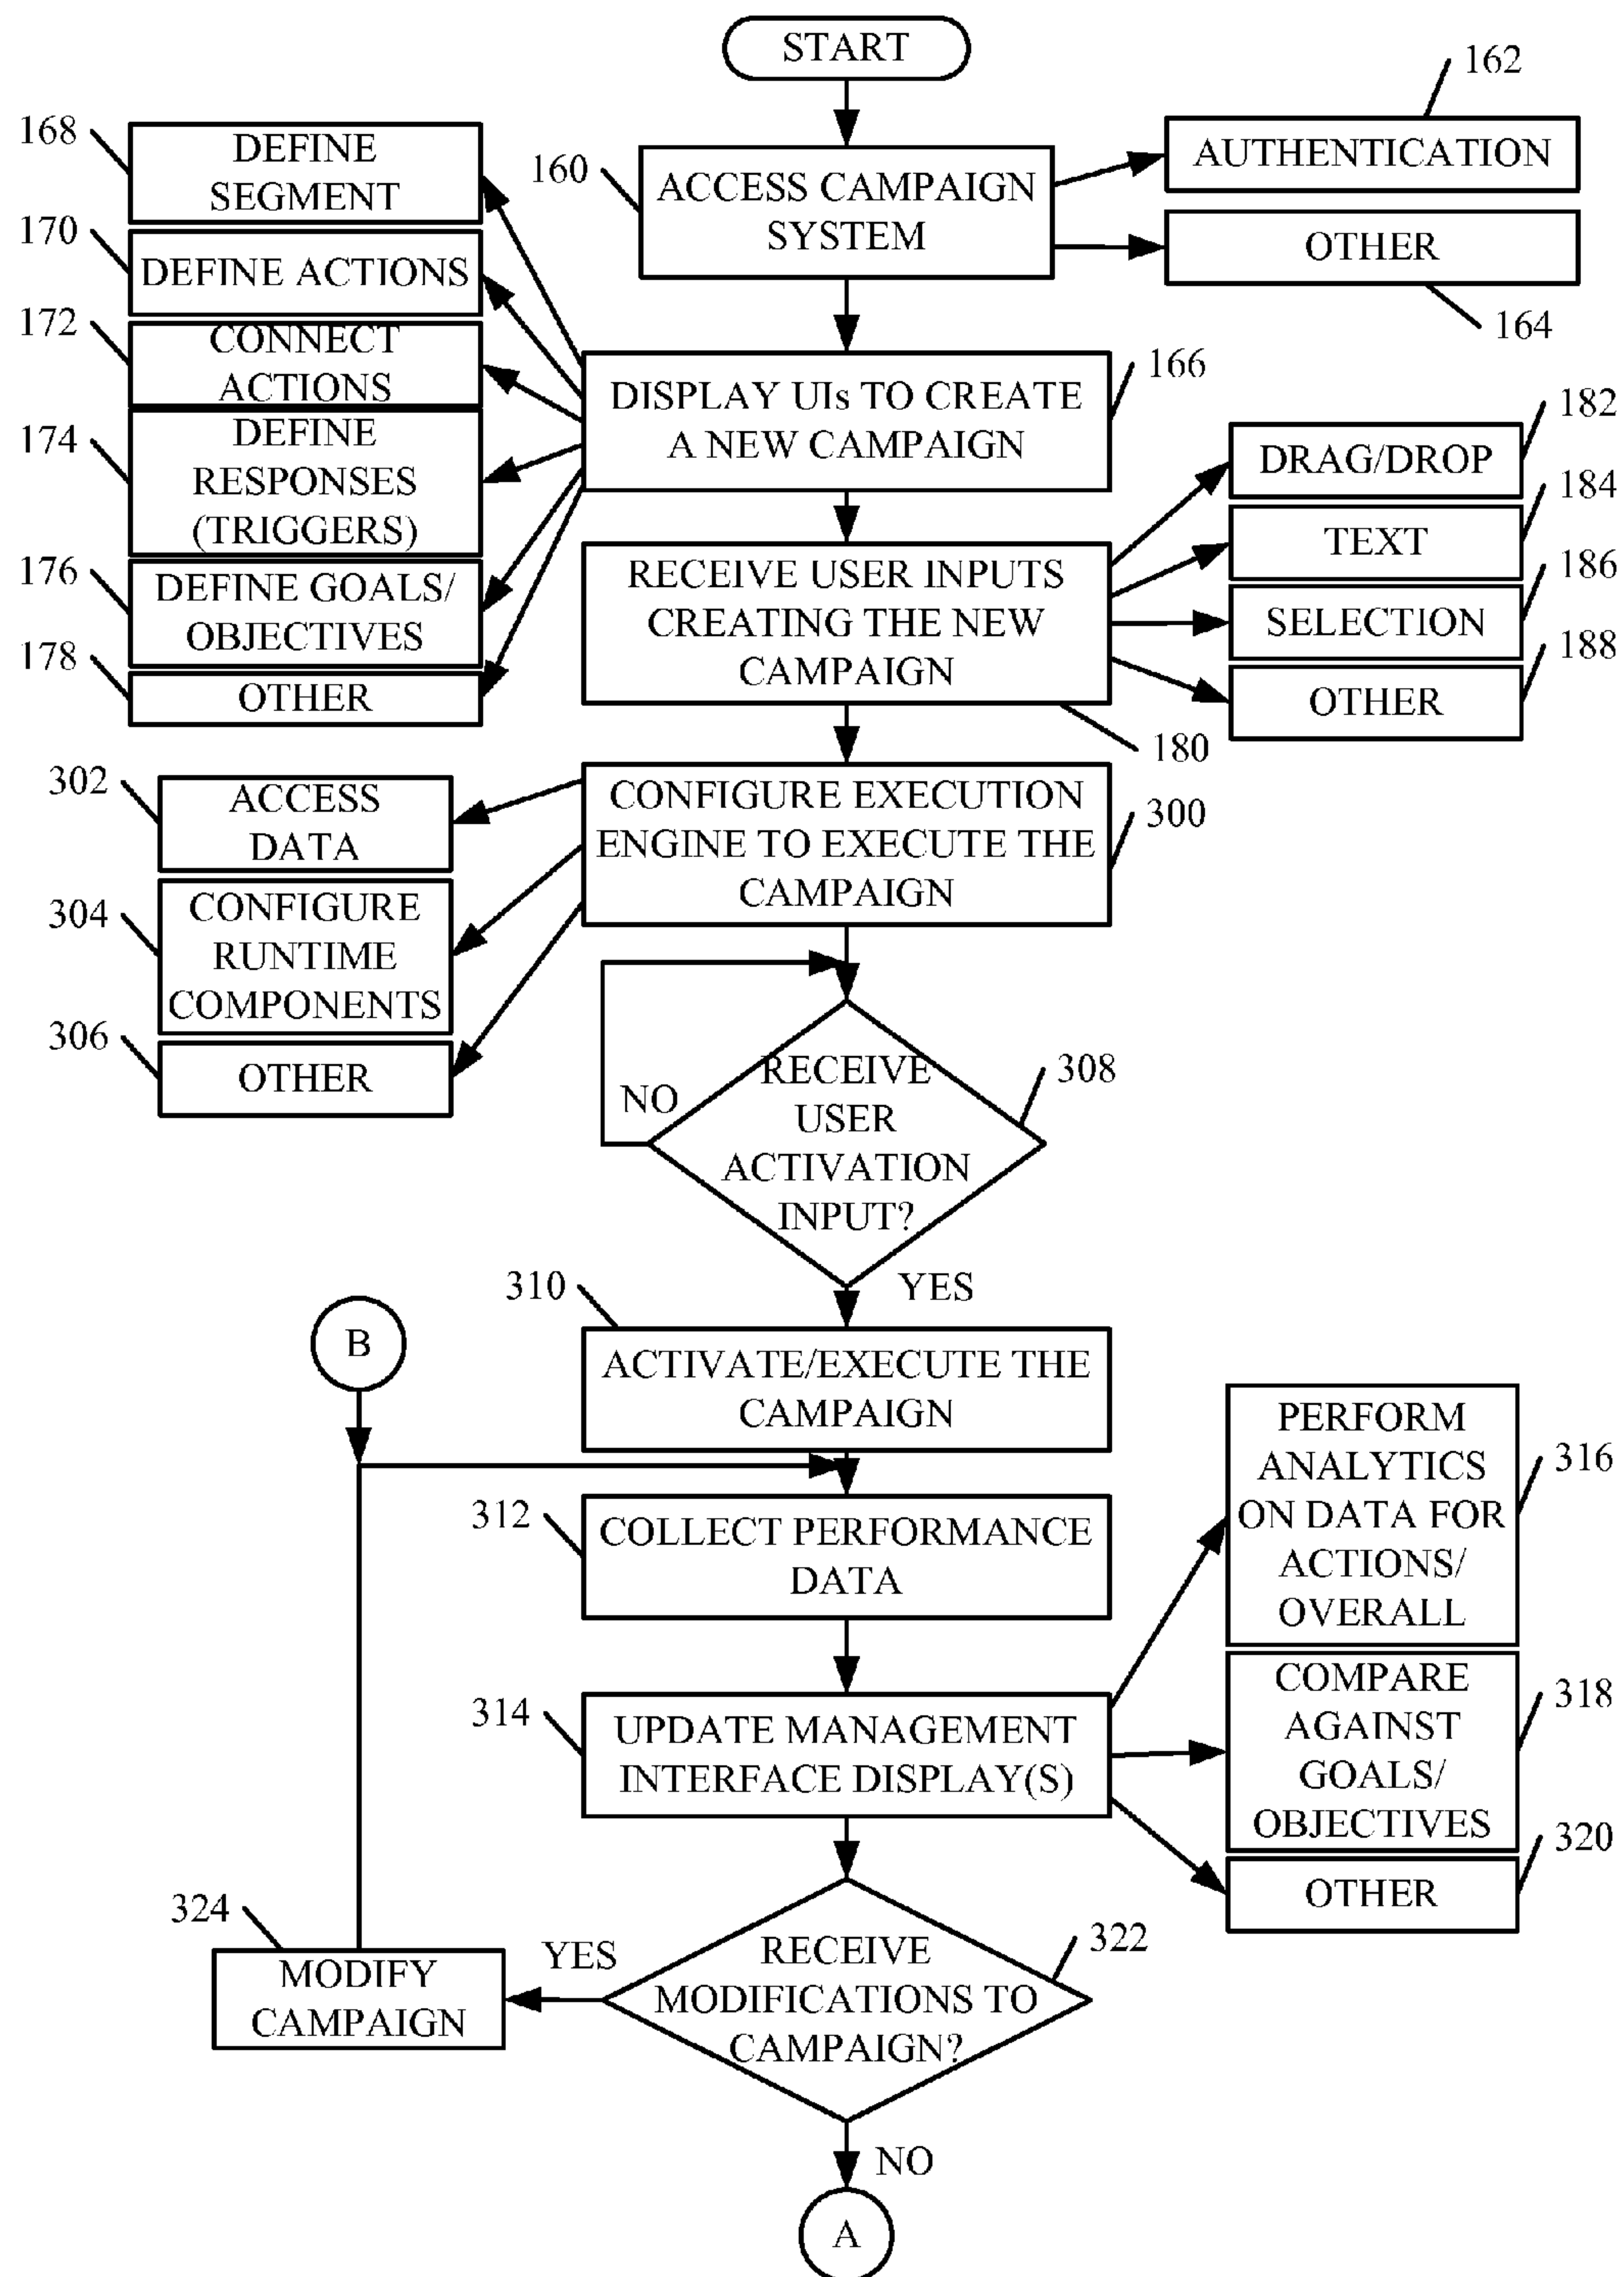 START
162
AUTHENTICATION
160
ACCESS CAMPAIGN
SYSTEM
OTHER
164
168
DEFINE
SEGMENT
170
DEFINE ACTIONS
172
CONNECT
ACTIONS
174
DEFINE
RESPONSES
(TRIGGERS)
176
DEFINE GOALS/
OBJECTIVES
178
OTHER
166
DISPLAY UIs TO CREATE
A NEW CAMPAIGN
182
DRAG/DROP
184
TEXT
186
SELECTION
188
OTHER
RECEIVE USER INPUTS
CREATING THE NEW
CAMPAIGN
180
302
ACCESS
DATA
304
CONFIGURE
RUNTIME
COMPONENTS
306
OTHER
CONFIGURE EXECUTION
ENGINE TO EXECUTE THE
CAMPAIGN
300
RECEIVE
USER
ACTIVATION
INPUT?
308
NO
YES
310
ACTIVATE/EXECUTE THE
CAMPAIGN
B
312
COLLECT PERFORMANCE
DATA
314
UPDATE MANAGEMENT
INTERFACE DISPLAY(S)
PERFORM
ANALYTICS
ON DATA FOR
ACTIONS/
OVERALL
316
COMPARE
AGAINST
GOALS/
OBJECTIVES
318
OTHER
320
324
MODIFY
CAMPAIGN
YES
RECEIVE
MODIFICATIONS TO
CAMPAIGN?
322
NO
A